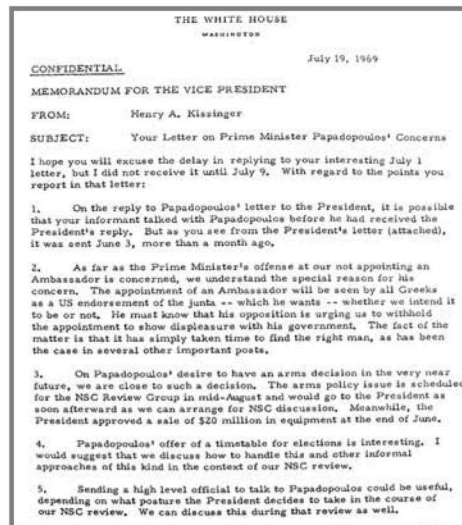 THE WHITE HOUSE
WASHINGTON
July 19, 1969
CONFIDENTIAL
MEMORANDUM FOR THE VICE PRESIDENT
FROM: Henry A. Kissinger
SUBJECT: Your Letter on Prime Minister Papadopoulos' Concerns
I hope you will excuse the delay in replying to your interesting July 1
letter, but I did not receive it until July 9. With regard to the points you
report in that letter:
1. On the reply to Papadopoulos' letter to the President, it is possible
that your informant talked with Papadopoulos before he had received the
President's reply. But as you see from the President's letter (attached),
it was sent June 3, more than a month ago.
2. As far as the Prime Minister's offense at our not appointing an
Ambassador is concerned, we understand the special reason for his
concern. The appointment of an Ambassador will be seen by all Greeks
as a US endorsement of the junta -- which he wants -- whether we intend it
to be or not. He must know that his opposition is urging us to withhold
the appointment to show displeasure with his government. The fact of the
matter is that it has simply taken time to find the right man, as has been
the case in several other important posts.
3. On Papadopoulos' desire to have an arms decision in the very near
future, we are close to such a decision. The arms policy issue is scheduled
for the NSC Review Group in mid-August and would go to the President as
soon afterward as we can arrange for NSC discussion. Meanwhile, the
President approved a sale of $20 million in equipment at the end of June.
4. Papadopoulos' offer of a timetable for elections is interesting. I
would suggest that we discuss how to handle this and other informal
approaches of this kind in the context of our NSC review.
5. Sending a high level official to talk to Papadopoulos could be useful,
depending on what posture the President decides to take in the course of
our NSC review. We can discuss this during that review as well.